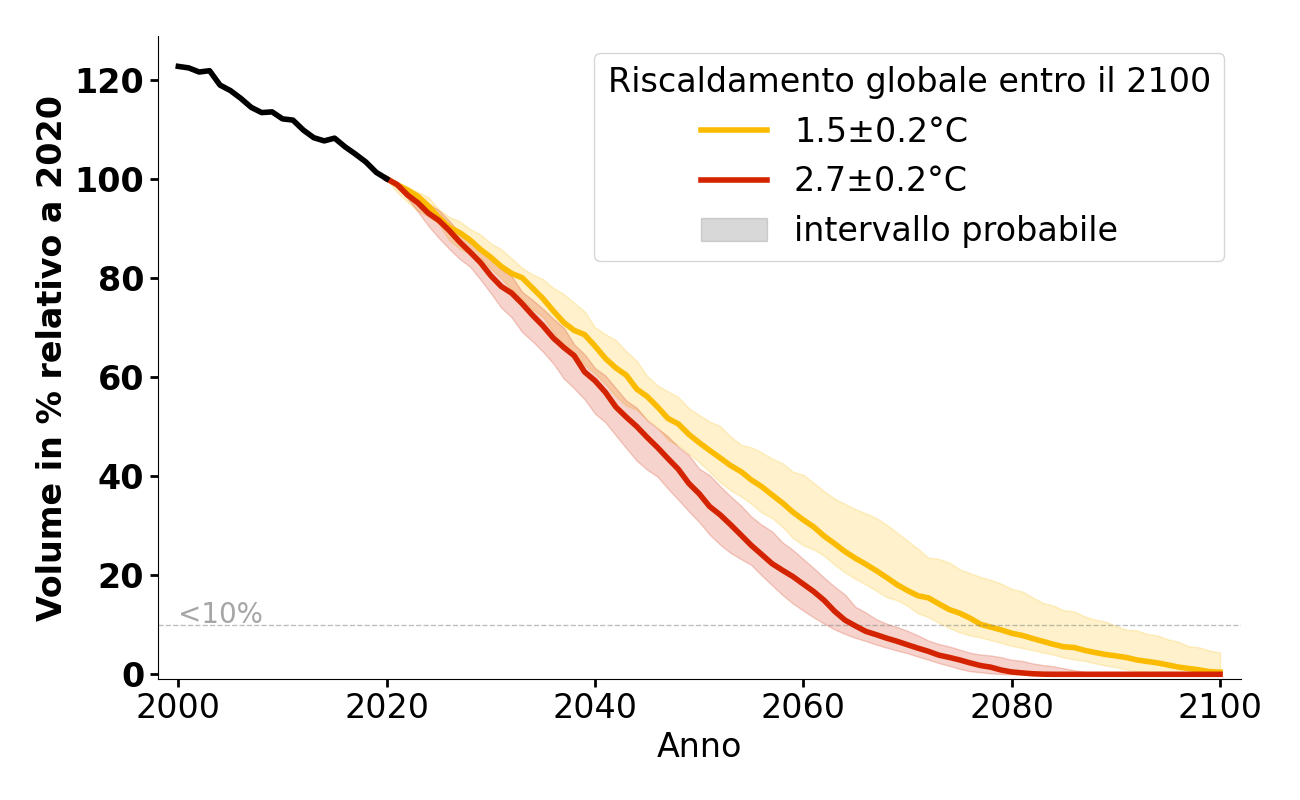 Riscaldamento globale entro il 2100
1.5±0.2°C
2.7±0.2°C
intervallo probabile
Volume in % relativo a 2020
120
100
80
60
40
20
0
<10%
2000
2020
2040
2060
2080
2100
Anno